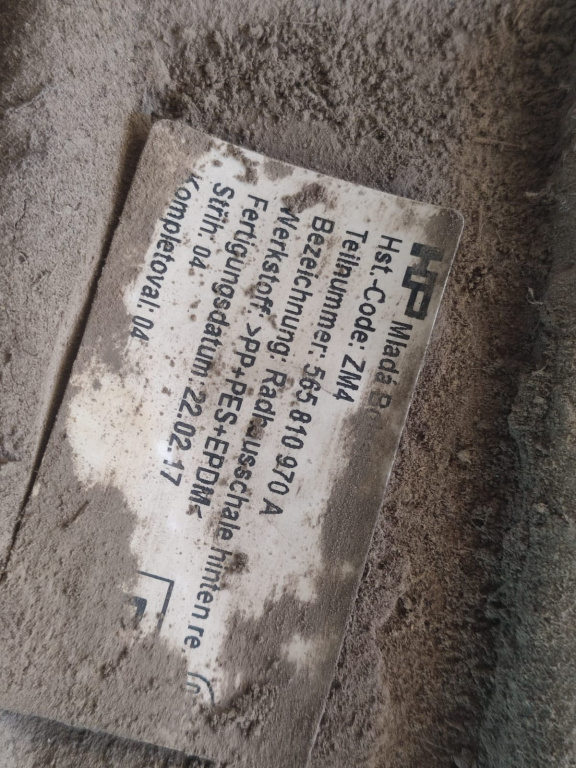 HP Mladá B
Hst.-Code: ZM4
Teilnummer: 565 810 970 A
Bezeichnung: hinten re.
Werkstoff: >PP+PES+EPDM<
Fertigungsdatum: 22.02.17
Strih: 04
Kompletoval: 04